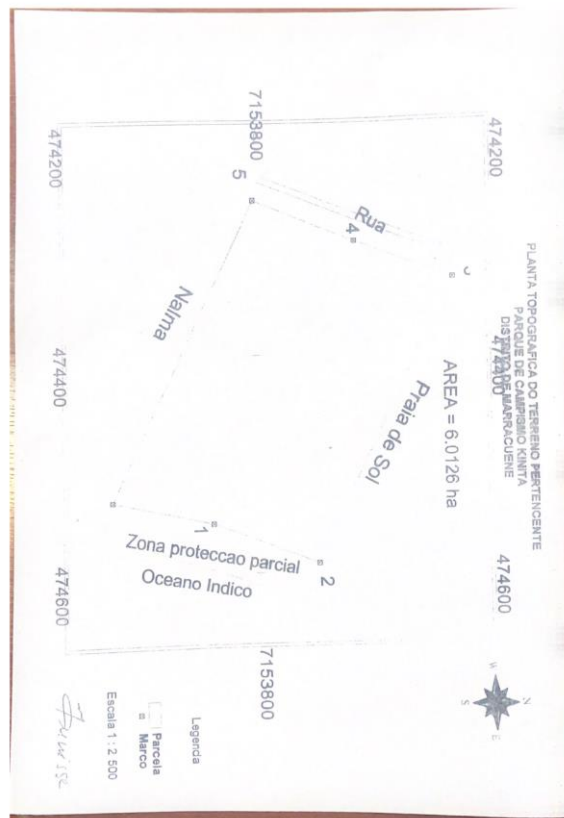 PLANTA TOPOGRAFICA DO TERRENO PERTENCENTE
PARQUE DE CAMPISMO KINITA
DISTRITO DE MARRACUENE
474200
474400
474600
N
W
E
S
AREA = 6.0126 ha
Praia de Sol
Rua
4
5
2
1
7153800
7153800
Nalma
Zona proteccao parcial
Oceano Indico
474200
474400
474600
Legenda
Parcela
Marco
Escala 1 : 2 500